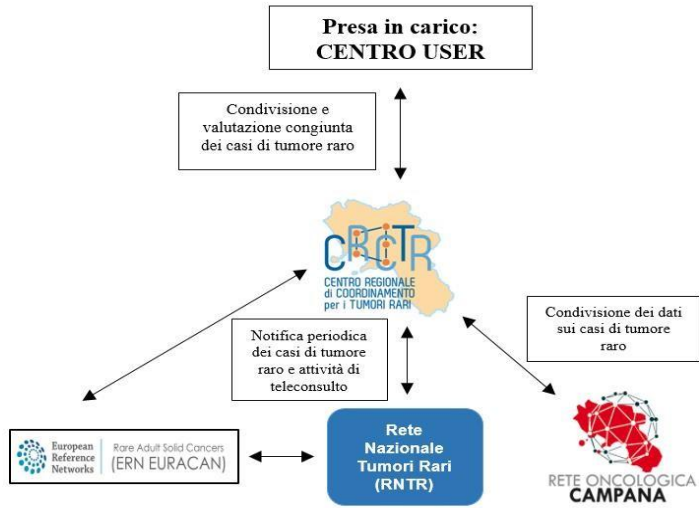 Presa in carico:
CENTRO USER
Condivisione e
valutazione congiunta
dei casi di tumore raro
CRCTR
CENTRO REGIONALE
di COORDINAMENTO
per i TUMORI RARI
Notifica periodica
dei casi di tumore
raro e attività di
teleconsulto
Condivisione dei dati
sui casi di tumore
raro
European
Reference
Networks
Rare Adult Solid Cancers
(ERN EURACAN)
Rete
Nazionale
Tumori Rari
(RNTR)
RETE ONCOLOGICA
CAMPANA